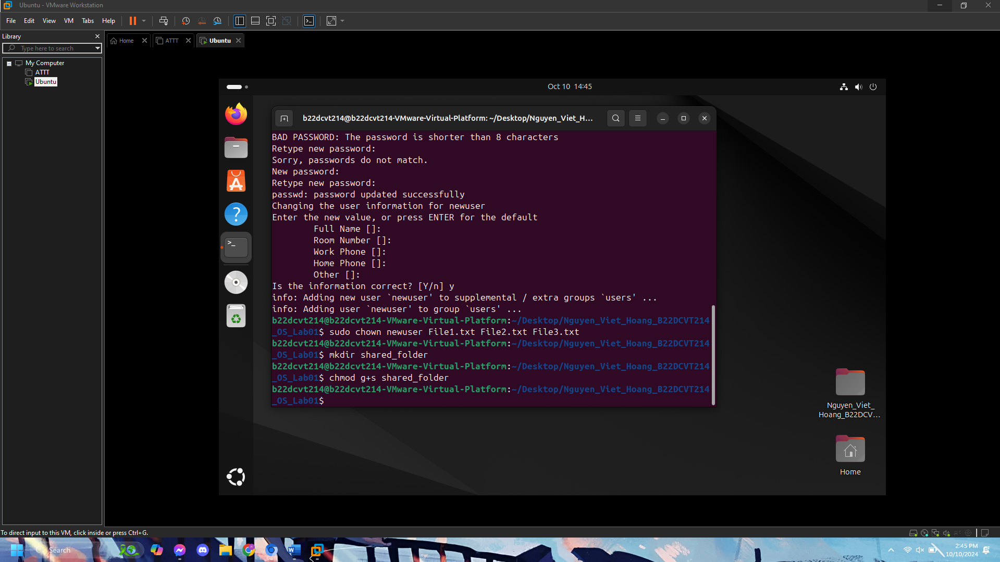 Ubuntu - VMware Workstation
File Edit View VM Tabs Help
Library
Type here to search
My Computer
ATTT
Ubuntu
Home
ATTT
Ubuntu
Oct 10 14:45
b22dcvt214@b22dcvt214-VMware-Virtual-Platform: ~/Desktop/Nguyen_Viet_H...
BAD PASSWORD: The password is shorter than 8 characters
Retype new password:
Sorry, passwords do not match.
New password:
Retype new password:
passwd: password updated successfully
Changing the user information for newuser
Enter the new value, or press ENTER for the default
Full Name []:
Room Number []:
Work Phone []:
Home Phone []:
Other []:
Is the information correct? [Y/n] y
info: Adding new user `newuser' to supplemental / extra groups `users' ...
info: Adding user `newuser' to group `users' ...
b22dcvt214@b22dcvt214-VMware-Virtual-Platform:~/Desktop/Nguyen_Viet_Hoang_B22DCVT214
_OS_Lab01$ sudo chown newuser File1.txt File2.txt File3.txt
b22dcvt214@b22dcvt214-VMware-Virtual-Platform:~/Desktop/Nguyen_Viet_Hoang_B22DCVT214
_OS_Lab01$ mkdir shared_folder
b22dcvt214@b22dcvt214-VMware-Virtual-Platform:~/Desktop/Nguyen_Viet_Hoang_B22DCVT214
_OS_Lab01$ chmod g+s shared_folder
b22dcvt214@b22dcvt214-VMware-Virtual-Platform:~/Desktop/Nguyen_Viet_Hoang_B22DCVT214
_OS_Lab01$
Nguyen_Viet_
Hoang_B22DCV...
Home
To direct input to this VM, click inside or press Ctrl+G.
Search
2:45 PM
10/10/2024